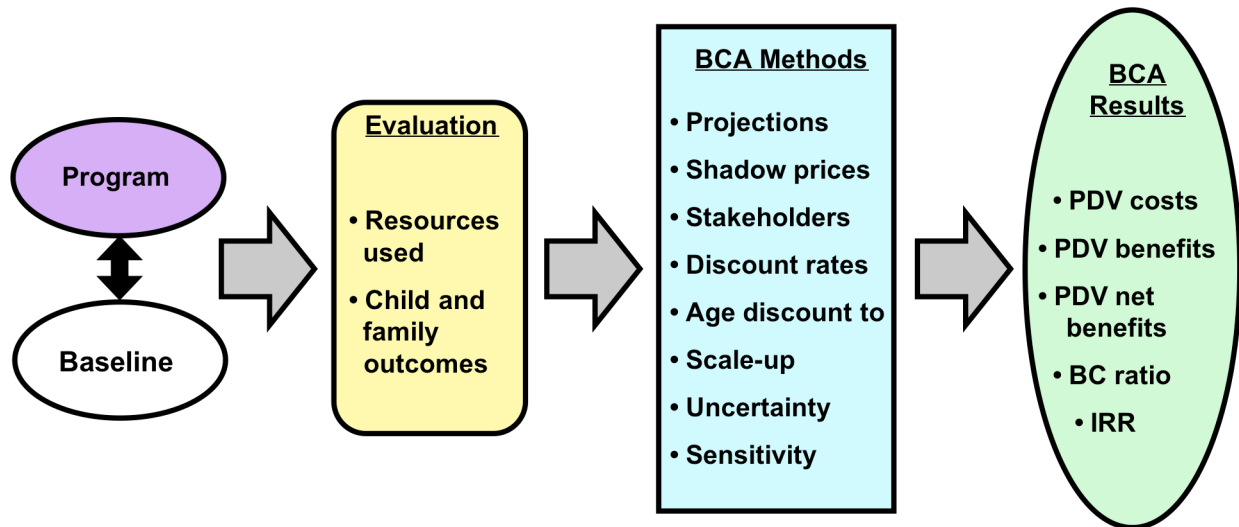 Program
Baseline
Evaluation
• Resources
used
• Child and
family
outcomes
BCA Methods
• Projections
• Shadow prices
• Stakeholders
• Discount rates
• Age discount to
• Scale-up
• Uncertainty
• Sensitivity
BCA
Results
• PDV costs
• PDV benefits
• PDV net
benefits
• BC ratio
• IRR